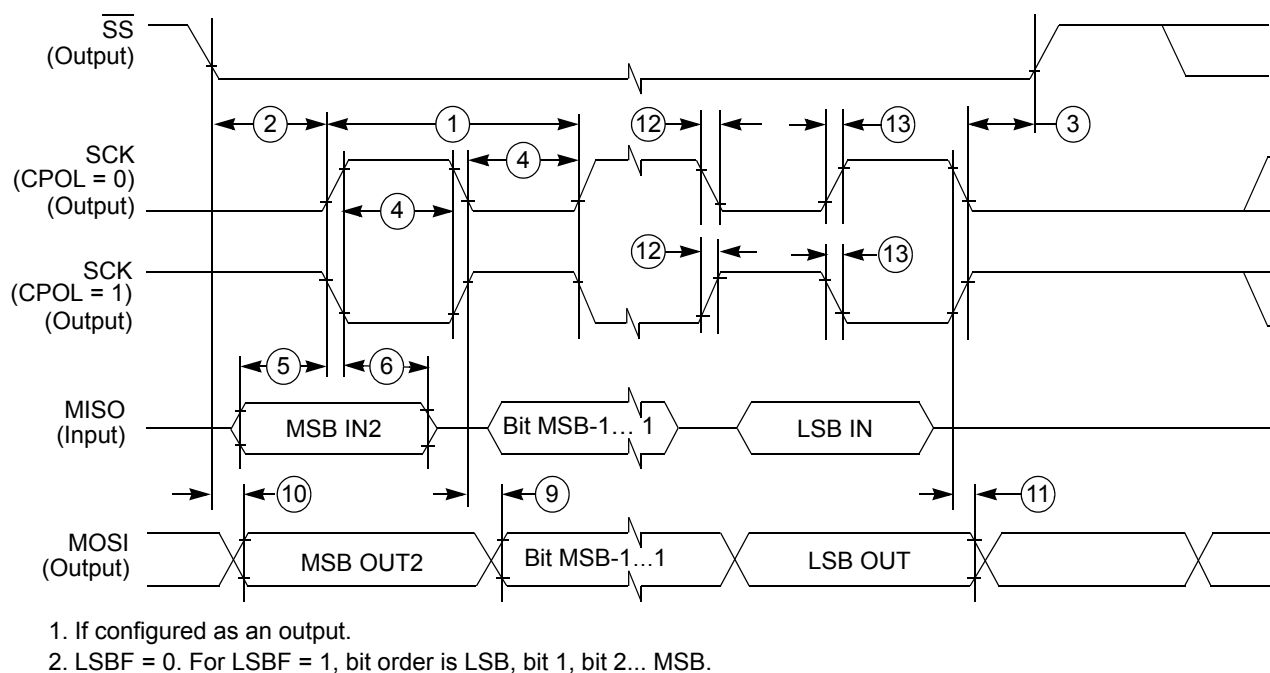 SS
(Output)
2
1
12
13
3
SCK
(CPOL = 0)
(Output)
4
4
SCK
(CPOL = 1)
(Output)
12
13
5
6
MISO
(Input)
MSB IN2
Bit MSB-1... 1
LSB IN
10
9
11
MOSI
(Output)
MSB OUT2
Bit MSB-1...1
LSB OUT
1. If configured as an output.
2. LSBF = 0. For LSBF = 1, bit order is LSB, bit 1, bit 2... MSB.